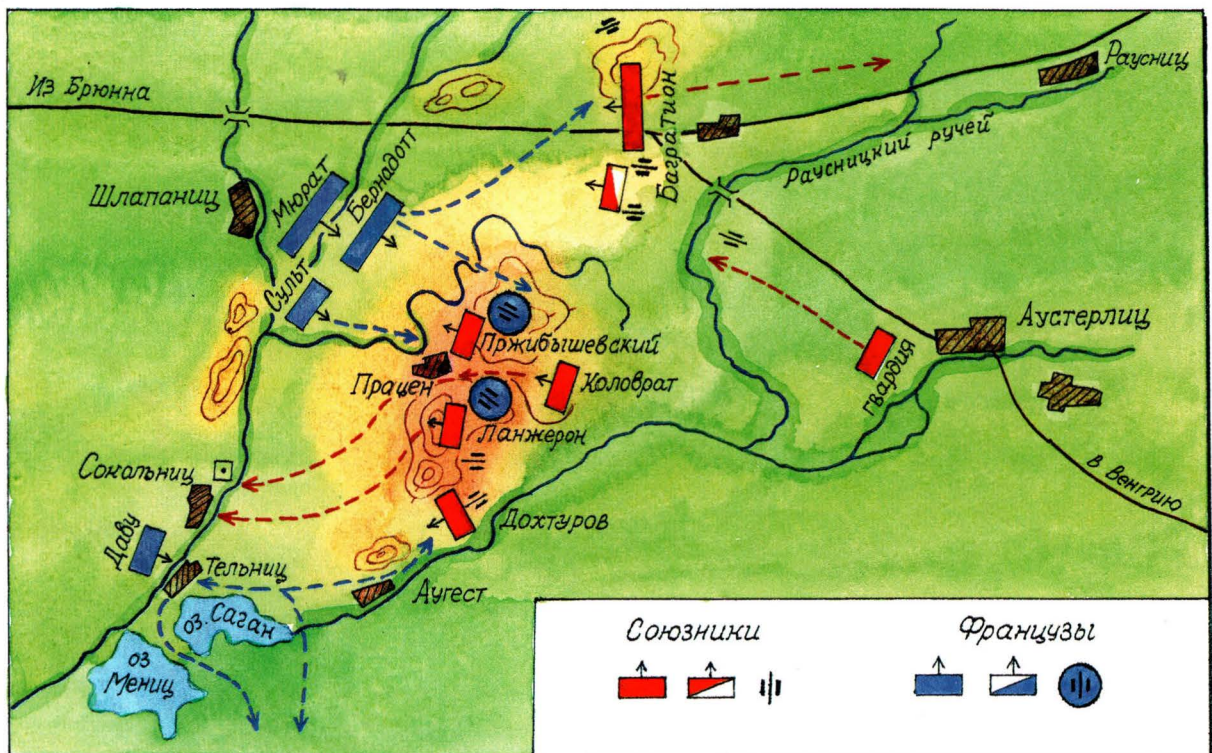 Из Брюнна
Раусниц
Багратион
Раусницкий ручей
Шлапаниц
Мюрат
Бернадотт
Сульт
Пржибышевский
Працен
Коловрат
Ланжерон
гвардия
Аустерлиц
в Венгрию
Сокольниц
Даву
Тельниц
Дохтуров
Аугест
оз. Саган
оз
Мениц
Союзники
Французы